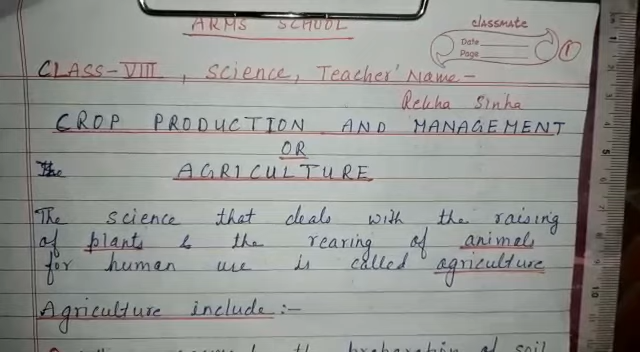 ARMS SCHOOL
classmate
Date
Page
1
CLASS-VIII, Science, Teacher' Name-
Rekha Sinha
CROP PRODUCTION AND MANAGEMENT
OR
The
AGRICULTURE
The science that deals with the raising
of plants & the rearing of animals
for human use is called agriculture
Agriculture include:-
the preparation of soil